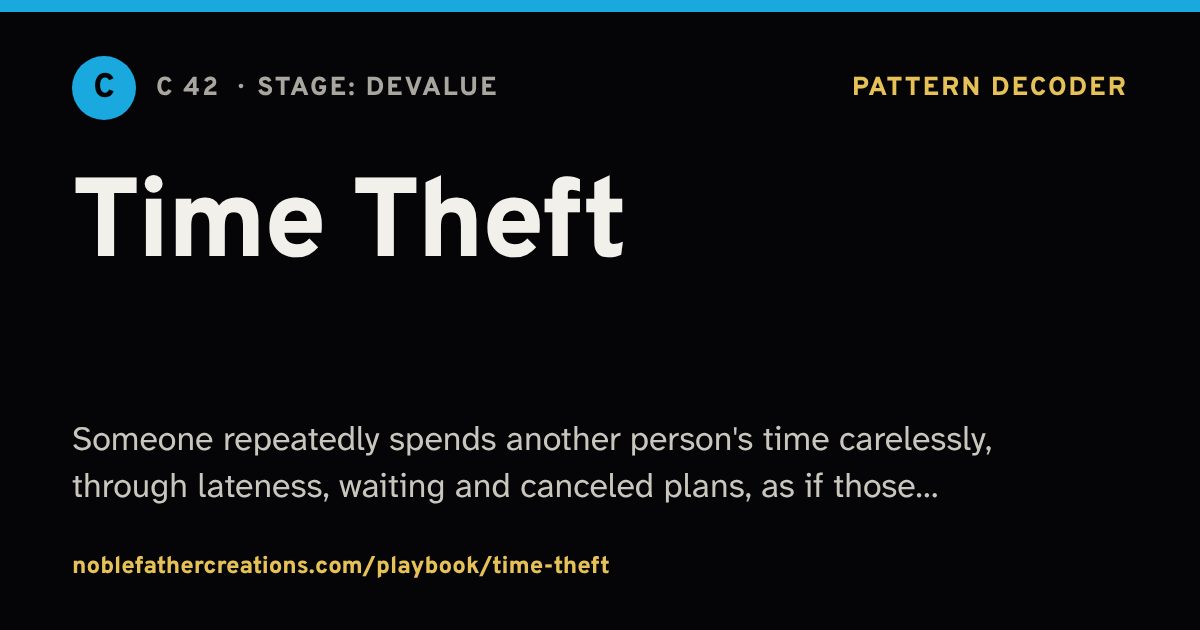 C
C 42 · STAGE: DEVALUE
PATTERN DECODER
Time Theft
Someone repeatedly spends another person's time carelessly,
through lateness, waiting and canceled plans, as if those...
noblefathercreations.com/playbook/time-theft